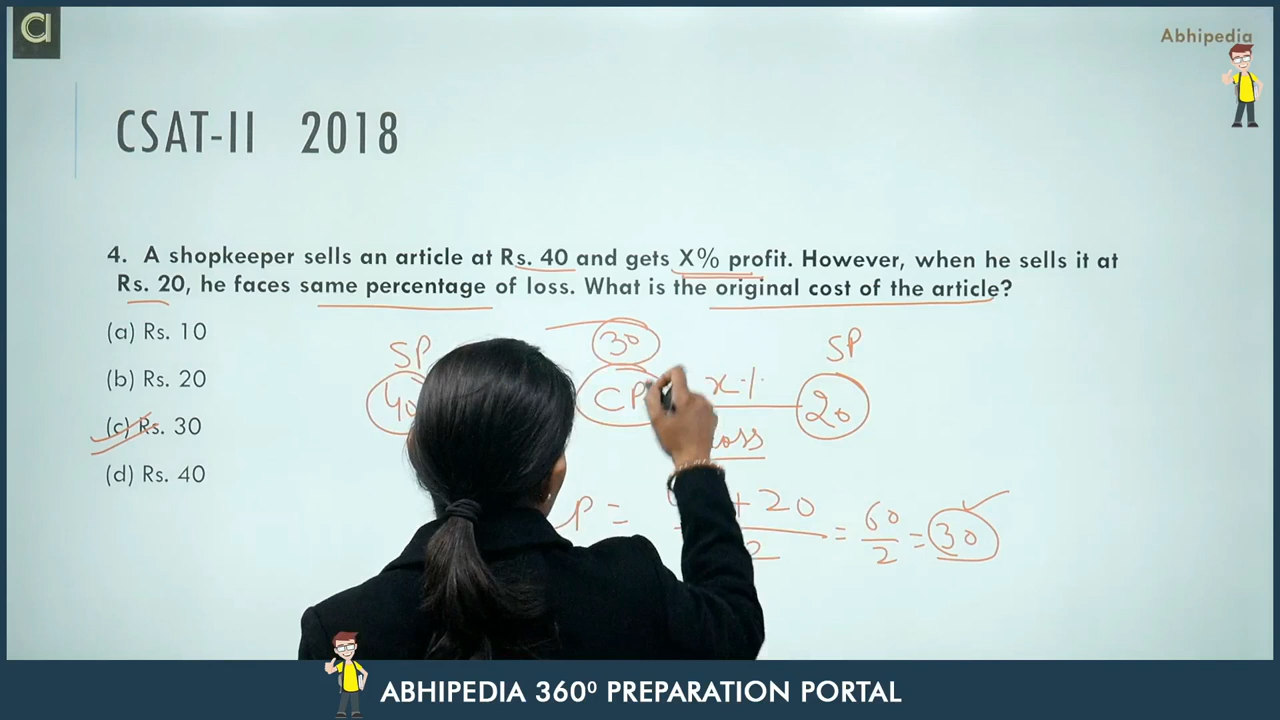 Abhipedia
CSAT-II 2018
4. A shopkeeper sells an article at Rs. 40 and gets X% profit. However, when he sells it at
Rs. 20, he faces same percentage of loss. What is the original cost of the article?
(a) Rs. 10
(b) Rs. 20
(c) Rs. 30
(d) Rs. 40
SP 30 SP
40 CP x% 20
P = + 20 = 60 = 30
2 2
ABHIPEDIA 360⁰ PREPARATION PORTAL